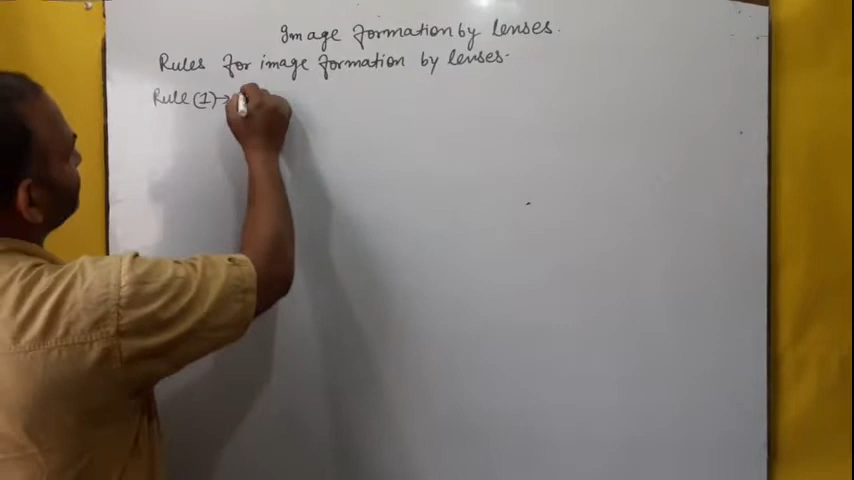 Image formation by lenses.
Rules for image formation by lenses.
Rule (1)→